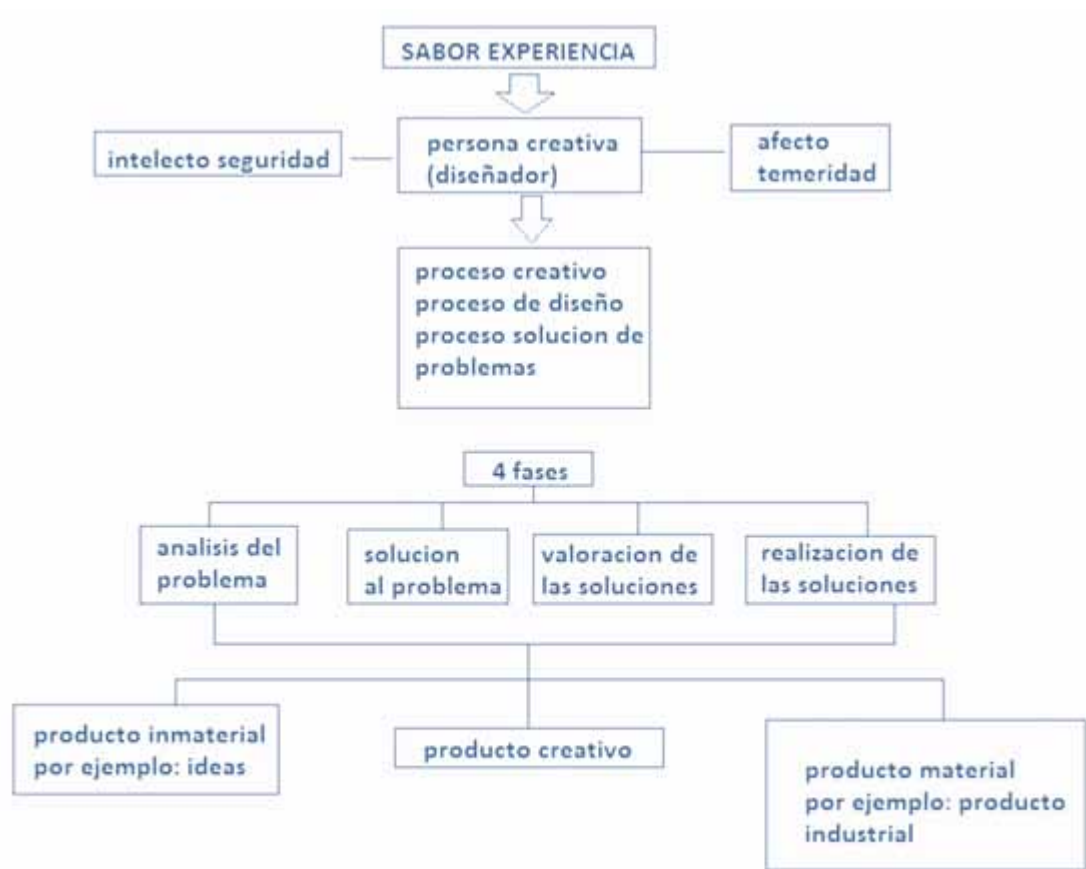 SABOR EXPERIENCIA
intelecto seguridad
persona creativa
(diseñador)
afecto
temeridad
proceso creativo
proceso de diseño
proceso solucion de
problemas
4 fases
analisis del
problema
solucion
al problema
valoracion de
las soluciones
realizacion de
las soluciones
producto inmaterial
por ejemplo: ideas
producto creativo
producto material
por ejemplo: producto
industrial